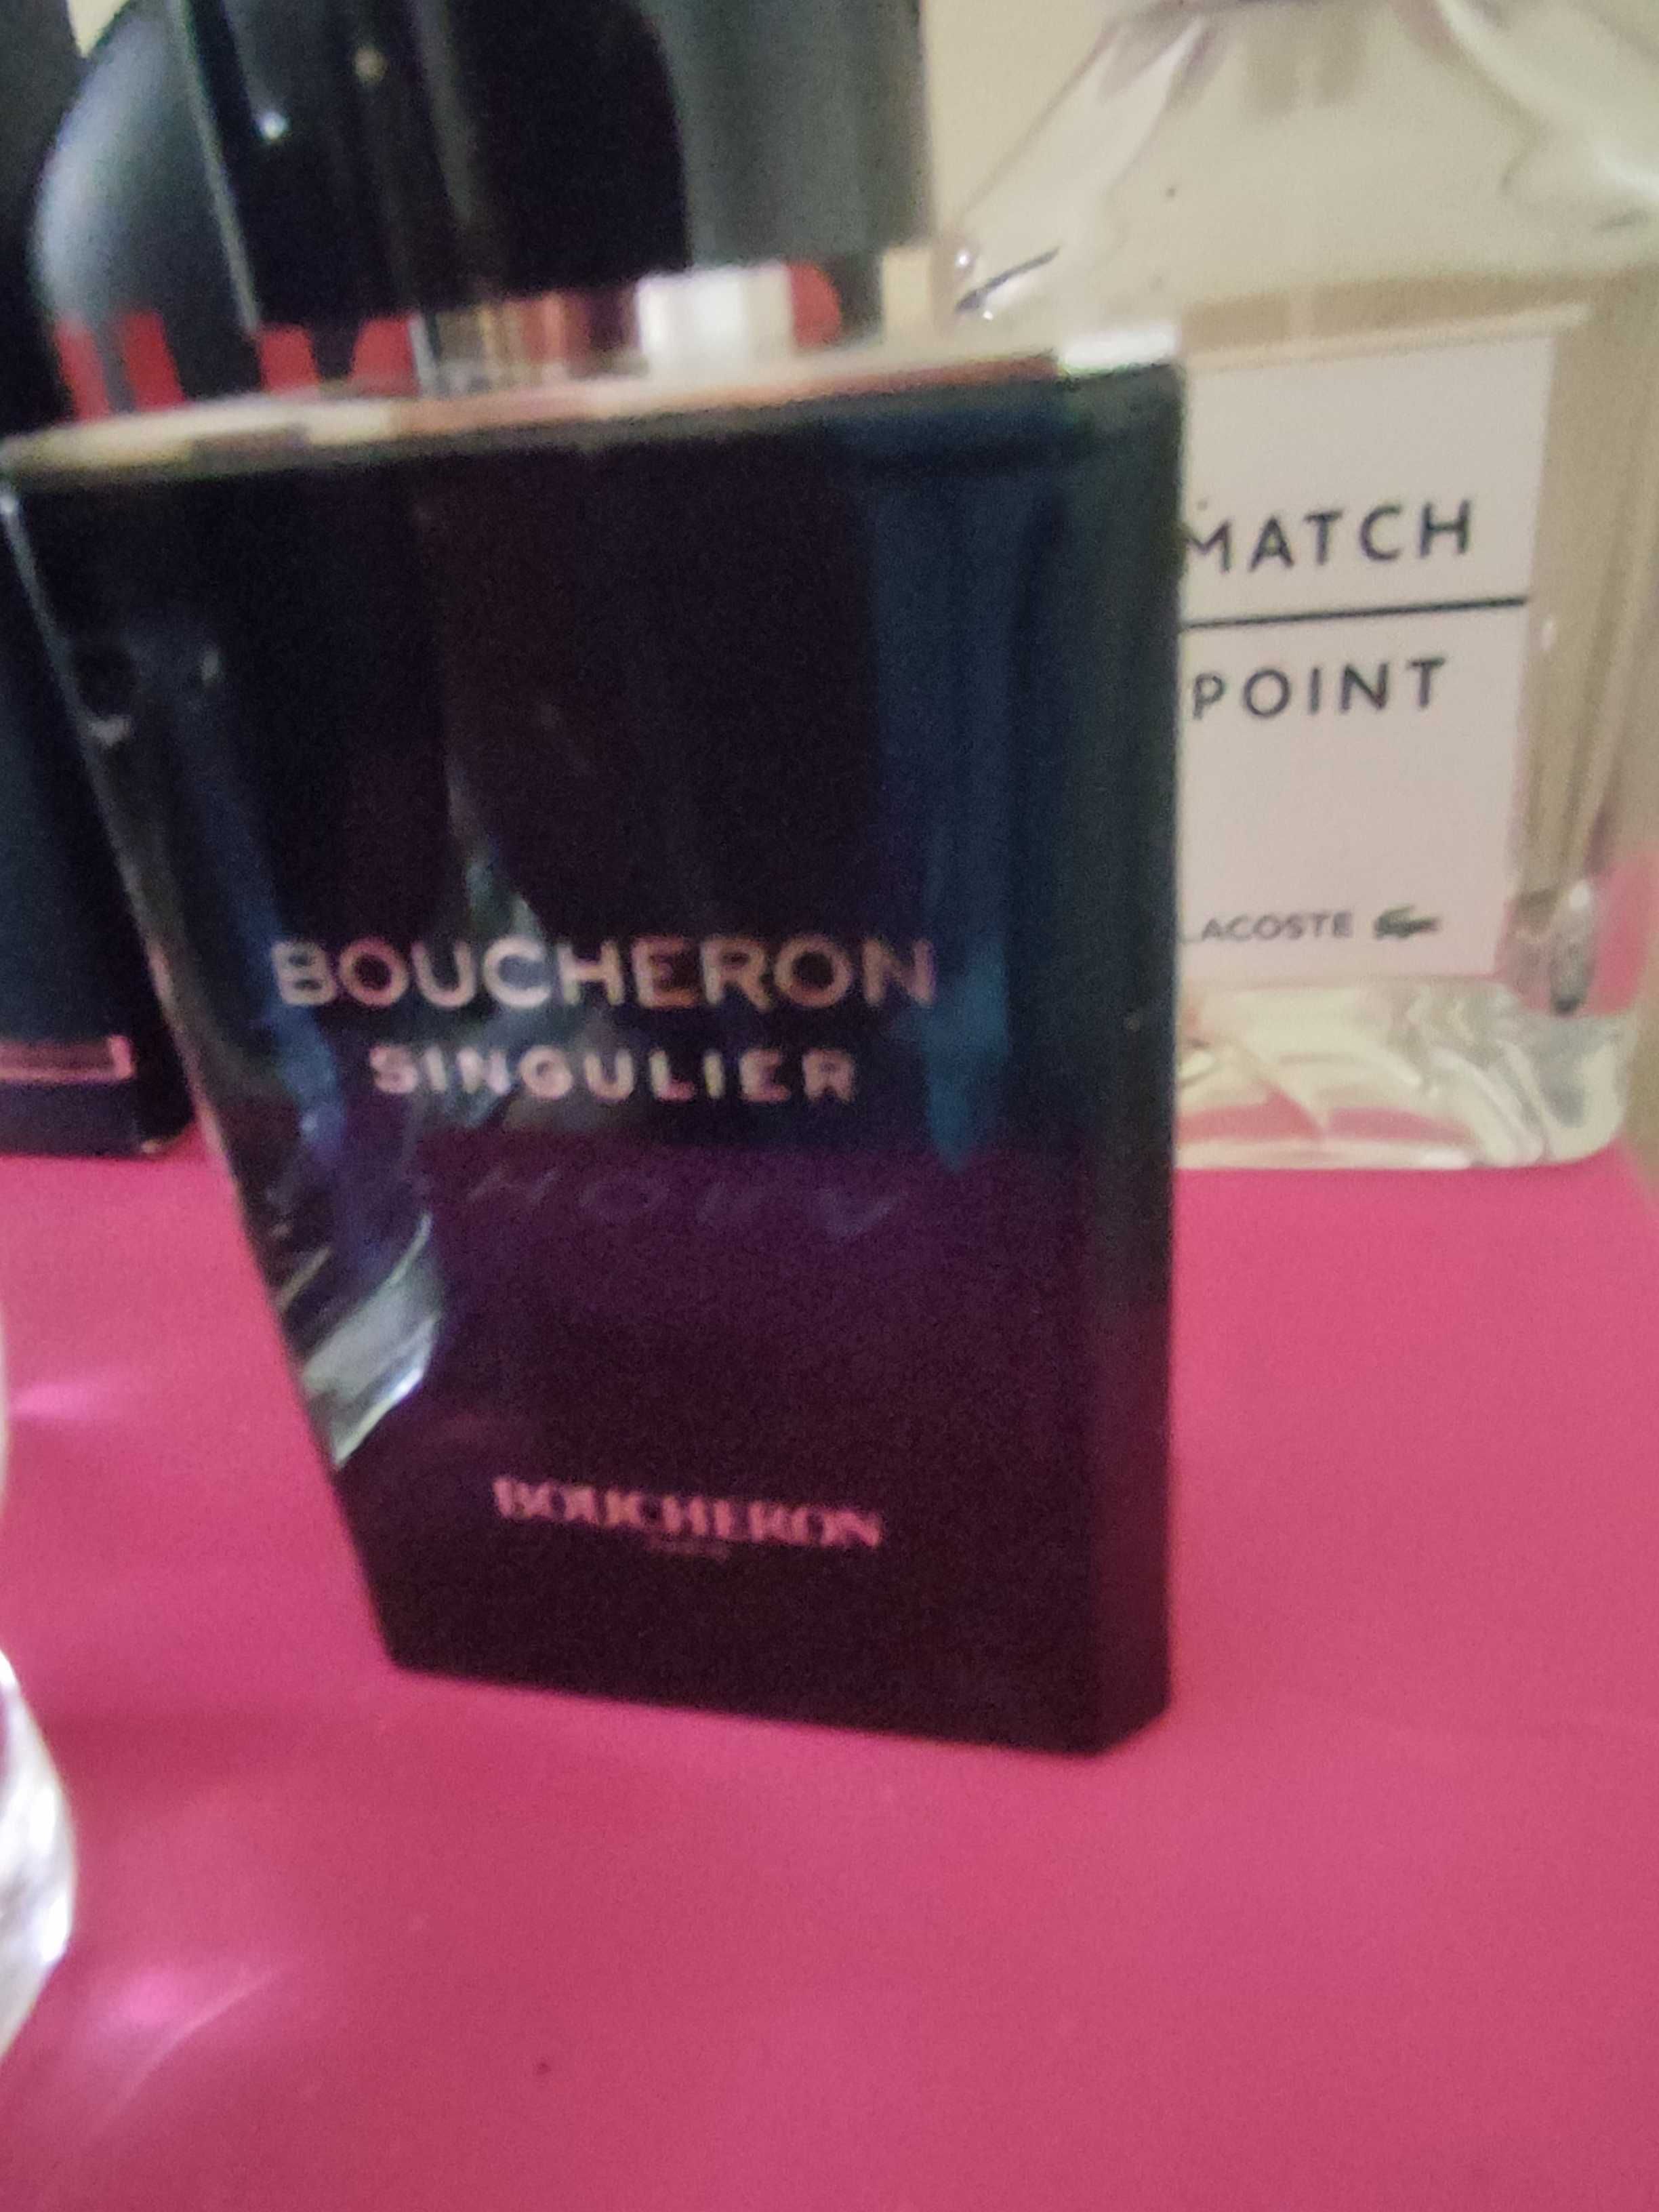 BOUCHERON
SINGULIER
BOUCHERON
MATCH
POINT
LACOSTE